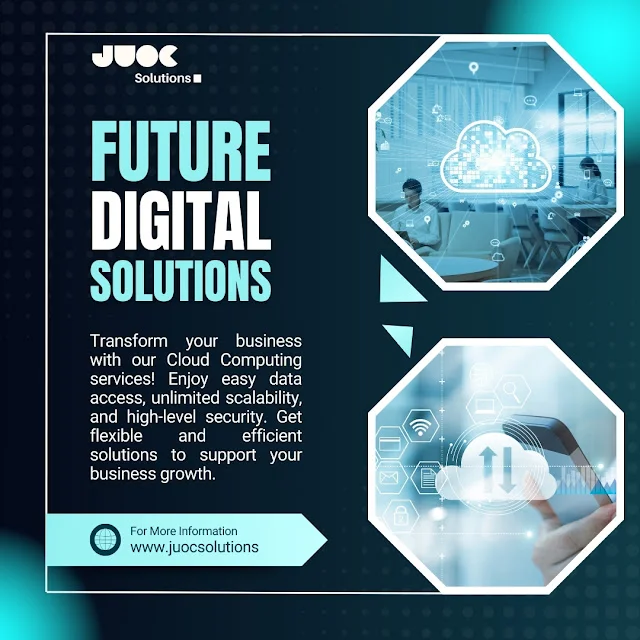 JUOC
Solutions
FUTURE
DIGITAL
SOLUTIONS
Transform your business
with our Cloud Computing
services! Enjoy easy data
access, unlimited scalability,
and high-level security. Get
flexible and efficient
solutions to support your
business growth.
For More Information
www.juocsolutions